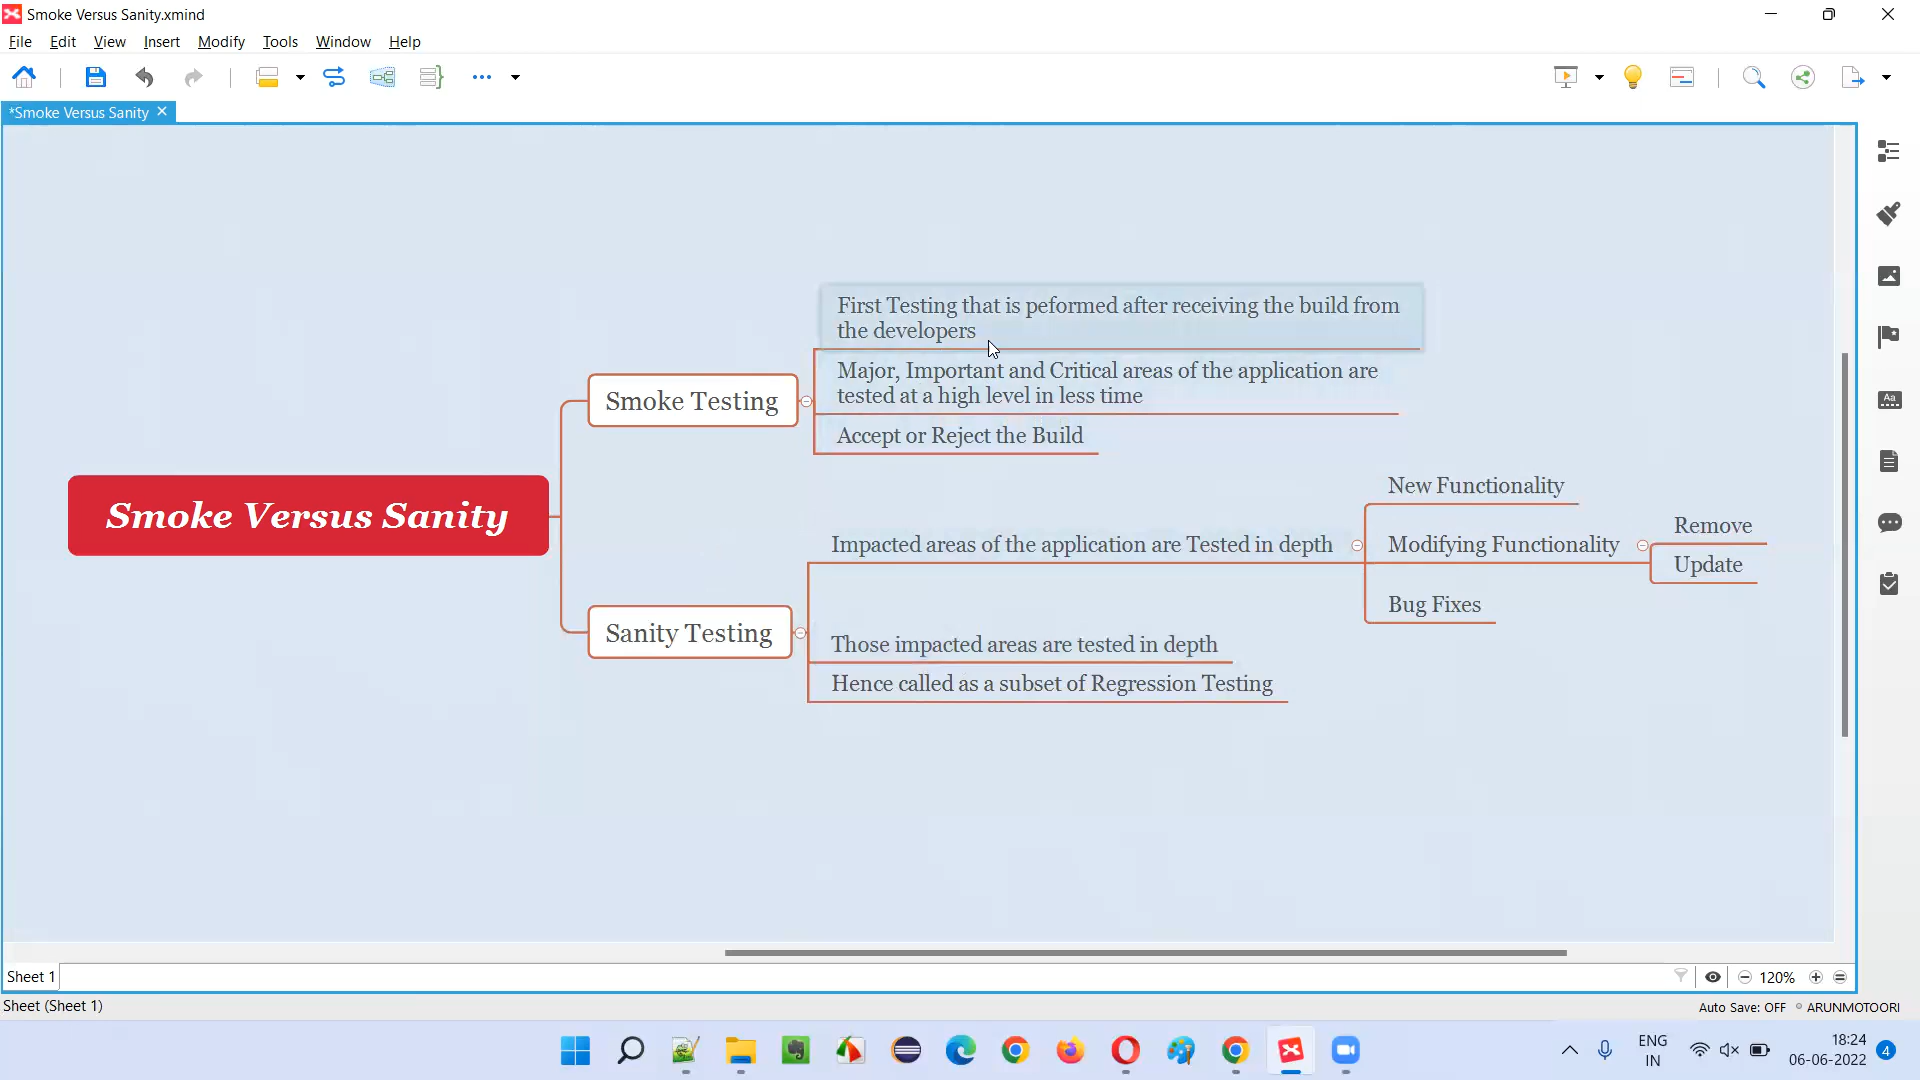 Smoke Versus Sanity.xmind
File Edit View Insert Modify Tools Window Help
*Smoke Versus Sanity
First Testing that is peformed after receiving the build from
the developers
Major, Important and Critical areas of the application are
tested at a high level in less time
Smoke Testing
Accept or Reject the Build
New Functionality
Smoke Versus Sanity
Remove
Impacted areas of the application are Tested in depth
Modifying Functionality
Update
Bug Fixes
Sanity Testing
Those impacted areas are tested in depth
Hence called as a subset of Regression Testing
Aa
Sheet 1
120%
Sheet (Sheet 1)
Auto Save: OFF ARUNMOTOORI
ENG
IN
18:24
06-06-2022
4